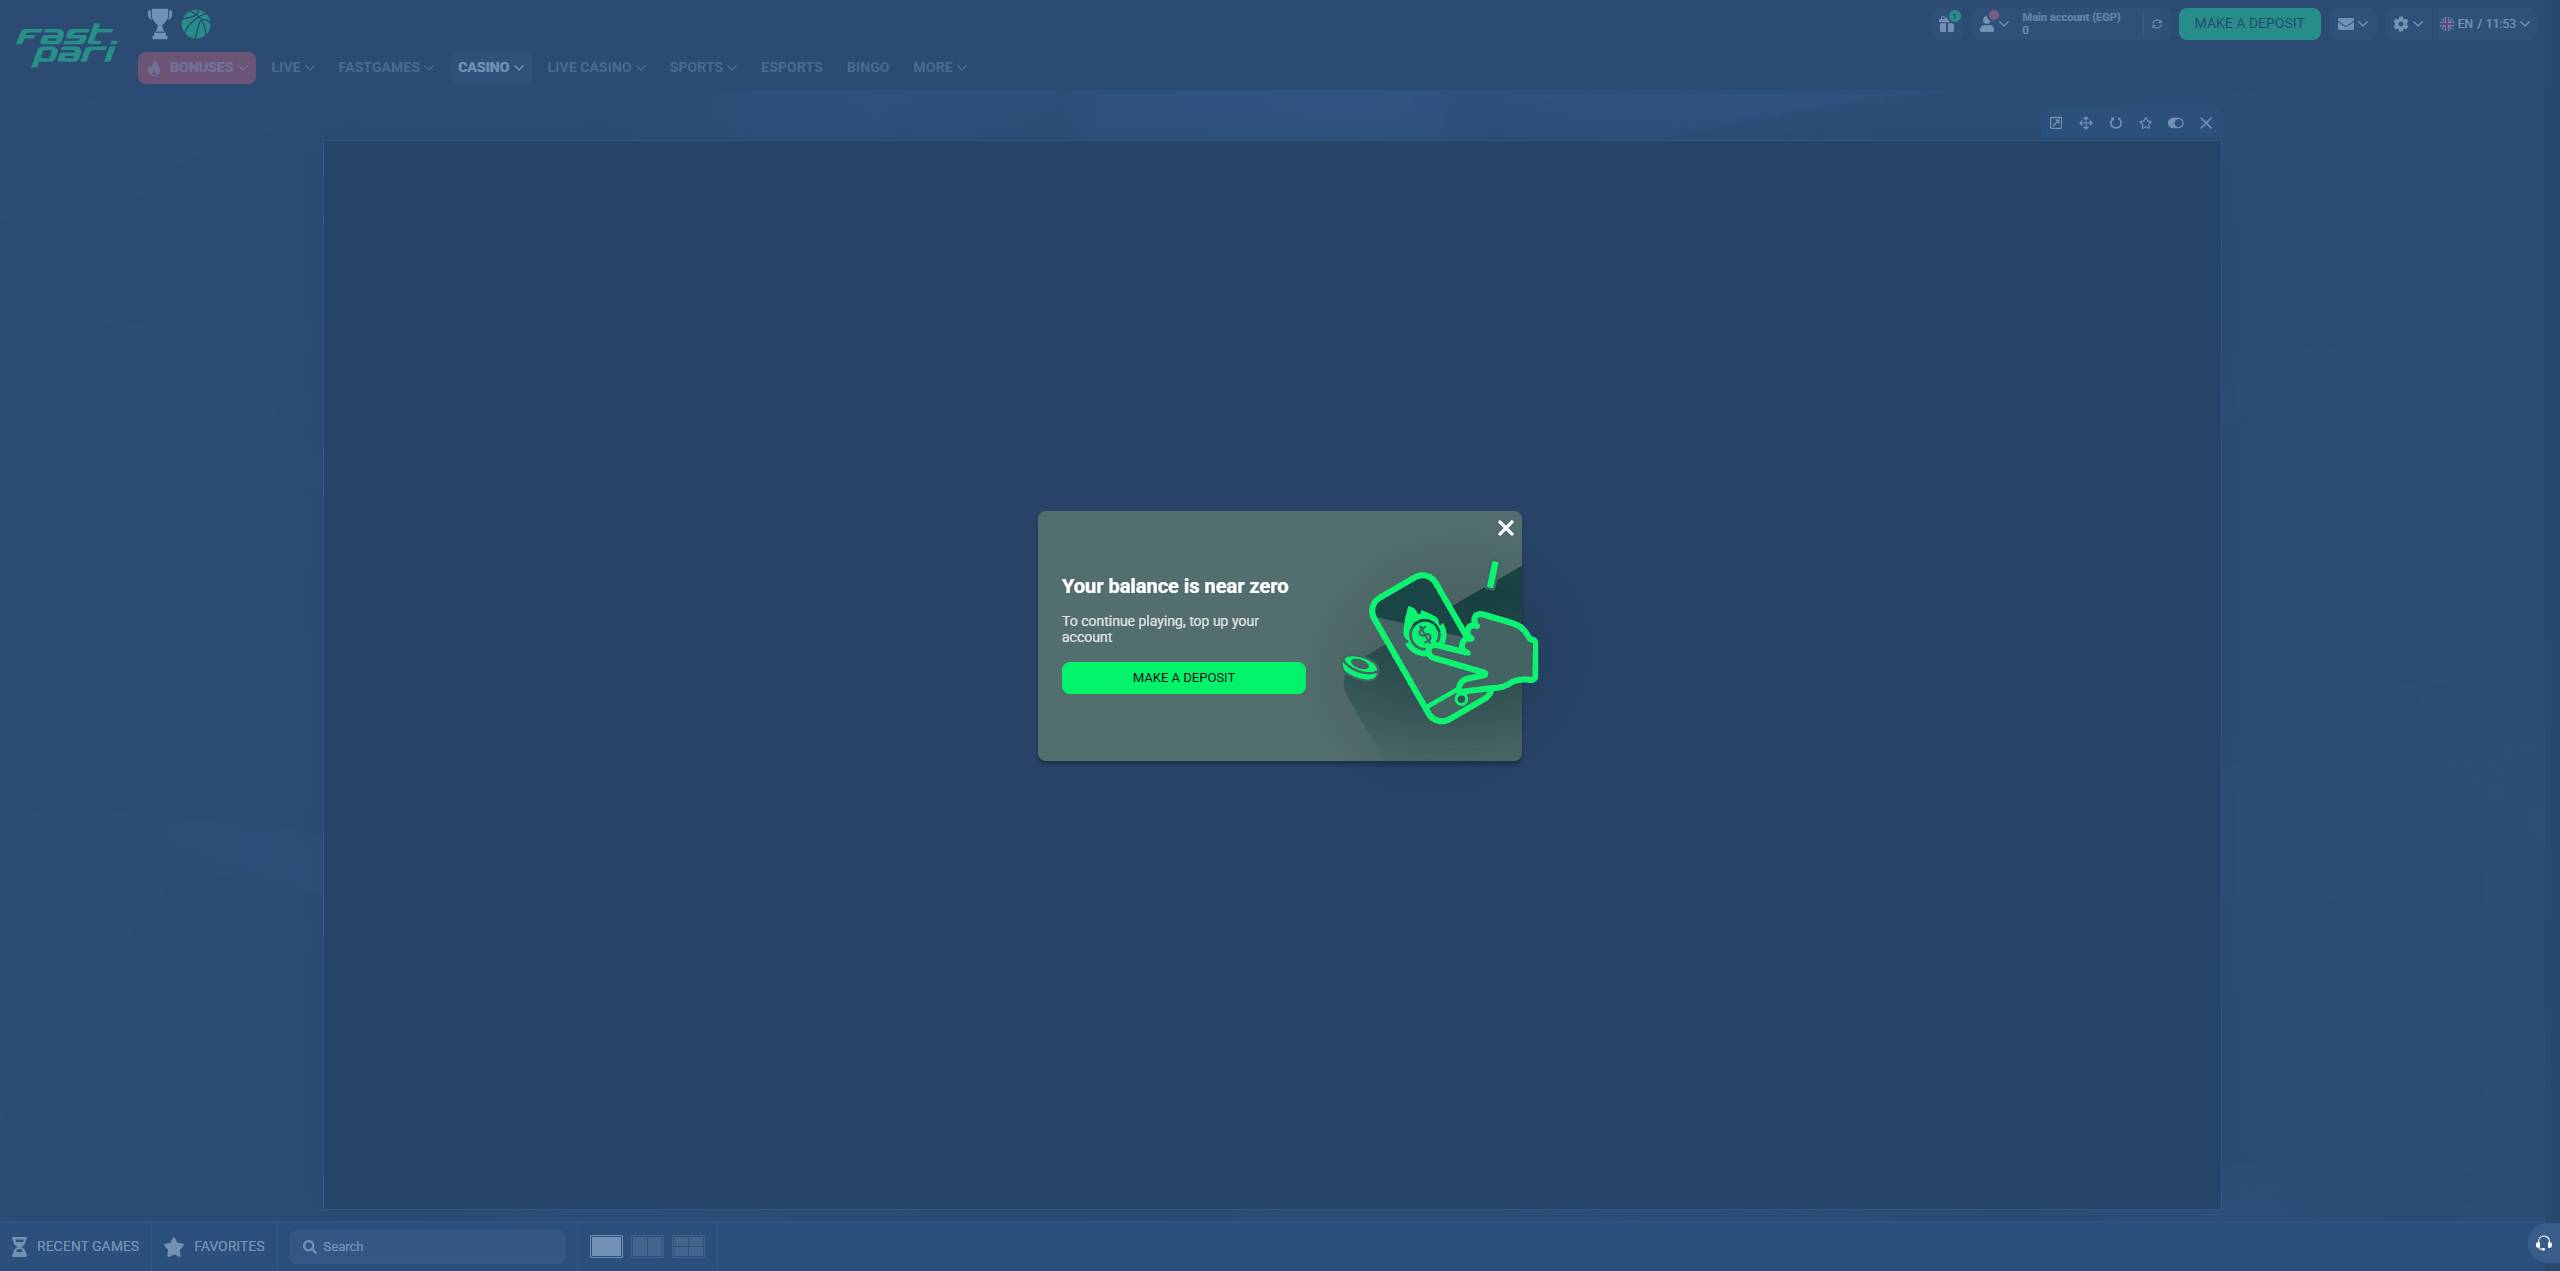 fast
pari
1
Main account (EGP)
0
MAKE A DEPOSIT
EN / 11:53
BONUSES
LIVE
FASTGAMES
CASINO
LIVE CASINO
SPORTS
ESPORTS
BINGO
MORE
Your balance is near zero
To continue playing, top up your
account
MAKE A DEPOSIT
$
RECENT GAMES
FAVORITES
Search